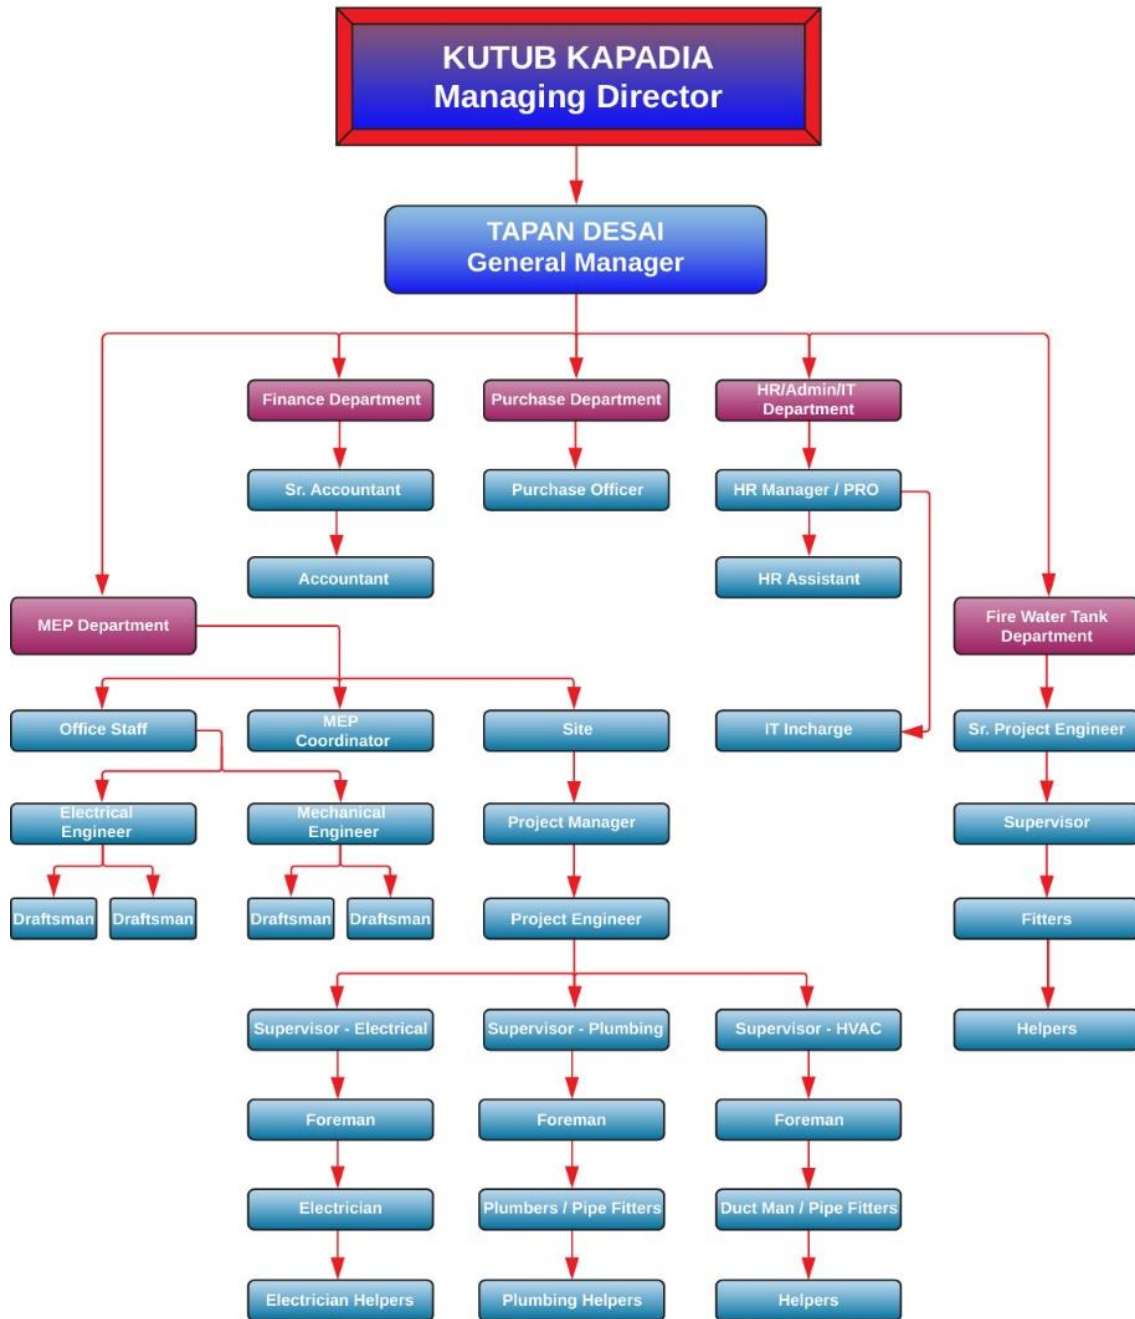 KUTUB KAPADIA
Managing Director
TAPAN DESAI
General Manager
Finance Department
Purchase Department
HR/Admin/IT
Department
Sr. Accountant
Purchase Officer
HR Manager / PRO
Accountant
HR Assistant
MEP Department
Fire Water Tank
Department
Office Staff
MEP
Coordinator
Site
IT Incharge
Sr. Project Engineer
Electrical
Engineer
Mechanical
Engineer
Project Manager
Supervisor
Draftsman
Draftsman
Draftsman
Draftsman
Project Engineer
Fitters
Supervisor - Electrical
Supervisor - Plumbing
Supervisor - HVAC
Helpers
Foreman
Foreman
Foreman
Electrician
Plumbers / Pipe Fitters
Duct Man / Pipe Fitters
Electrician Helpers
Plumbing Helpers
Helpers